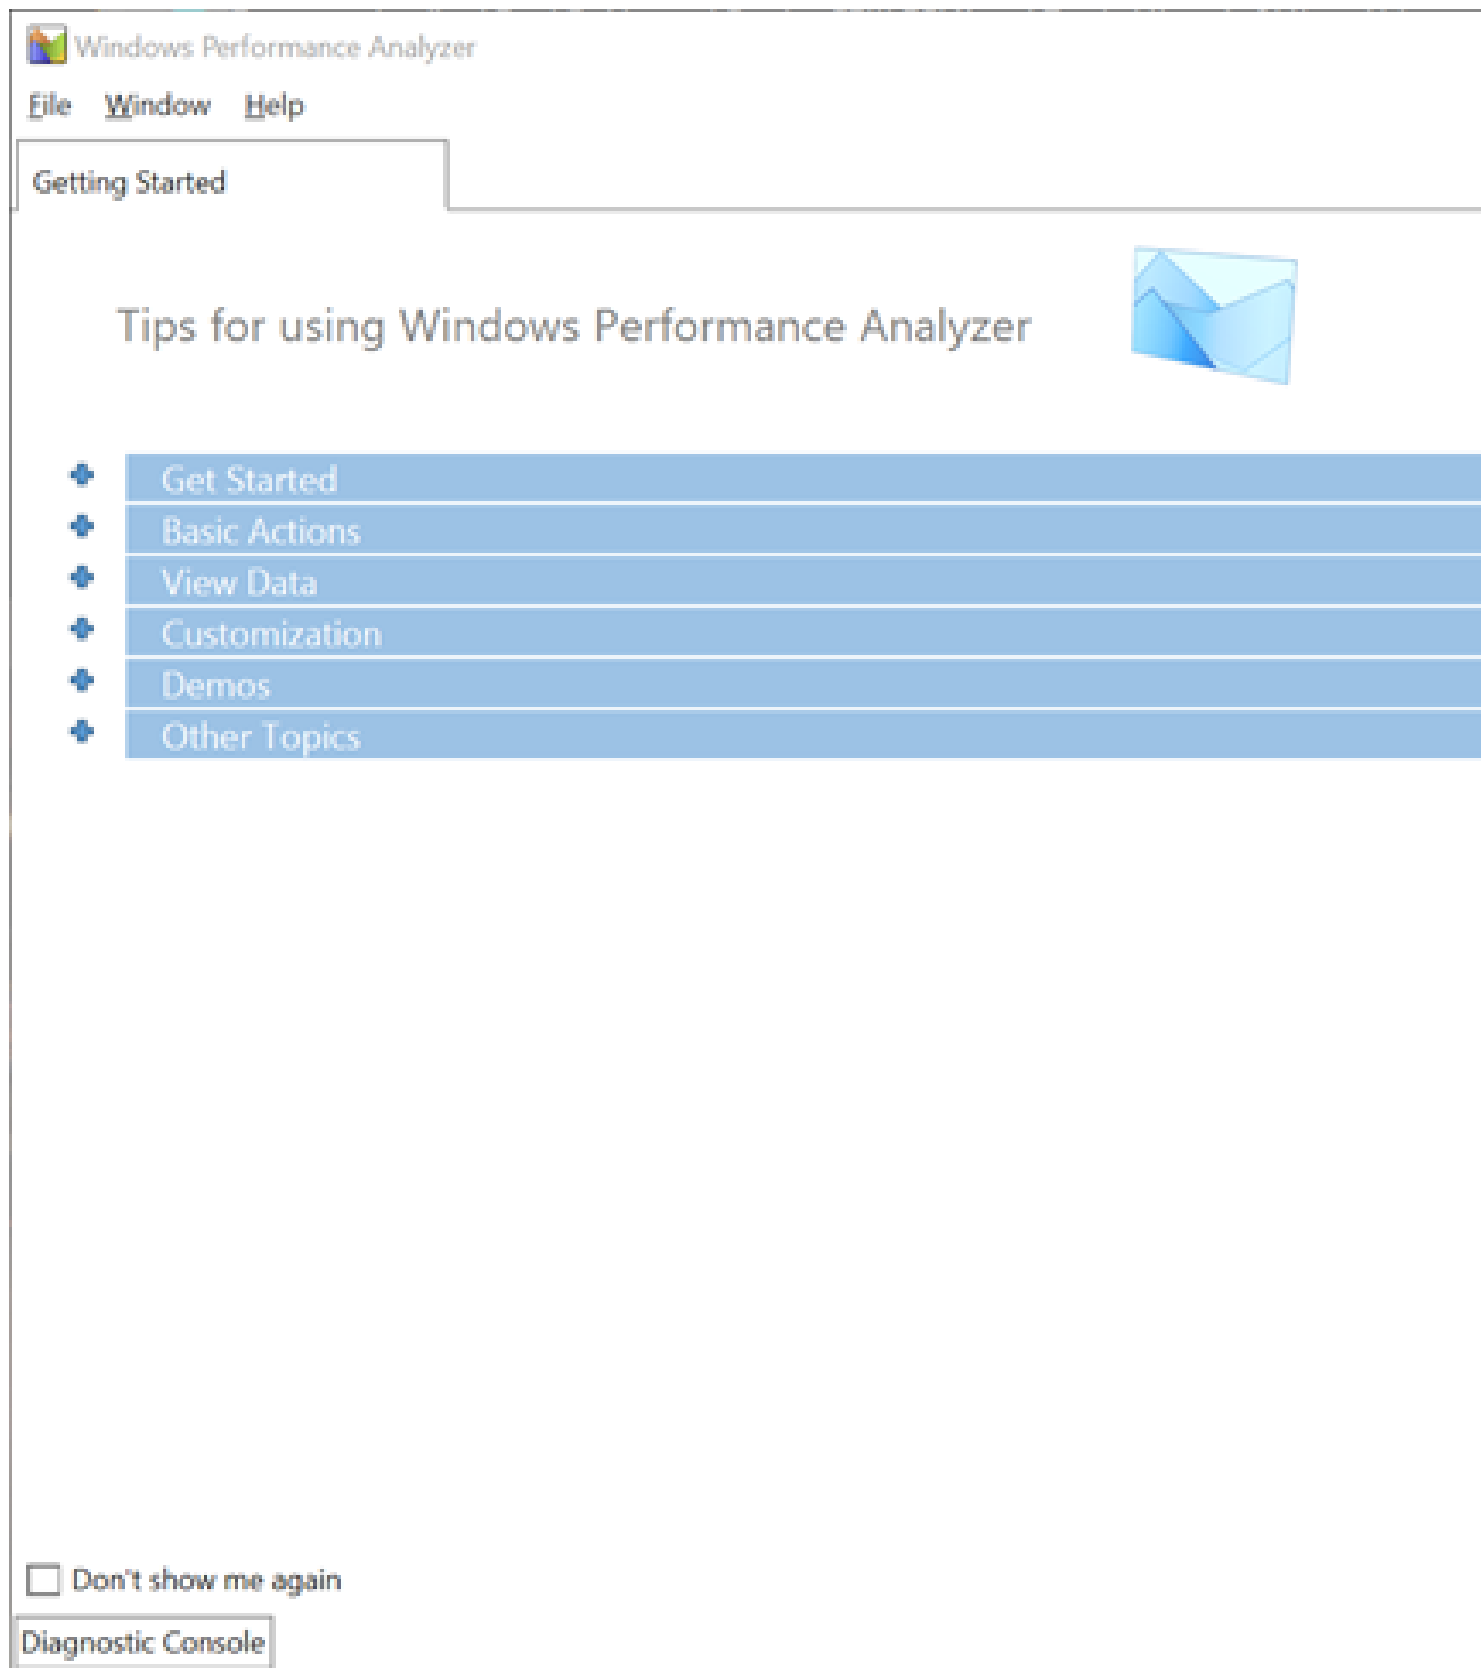 Windows Performance Analyzer
File Window Help
Getting Started
Tips for using Windows Performance Analyzer
Get Started
Basic Actions
View Data
Customization
Demos
Other Topics
Don't show me again
Diagnostic Console